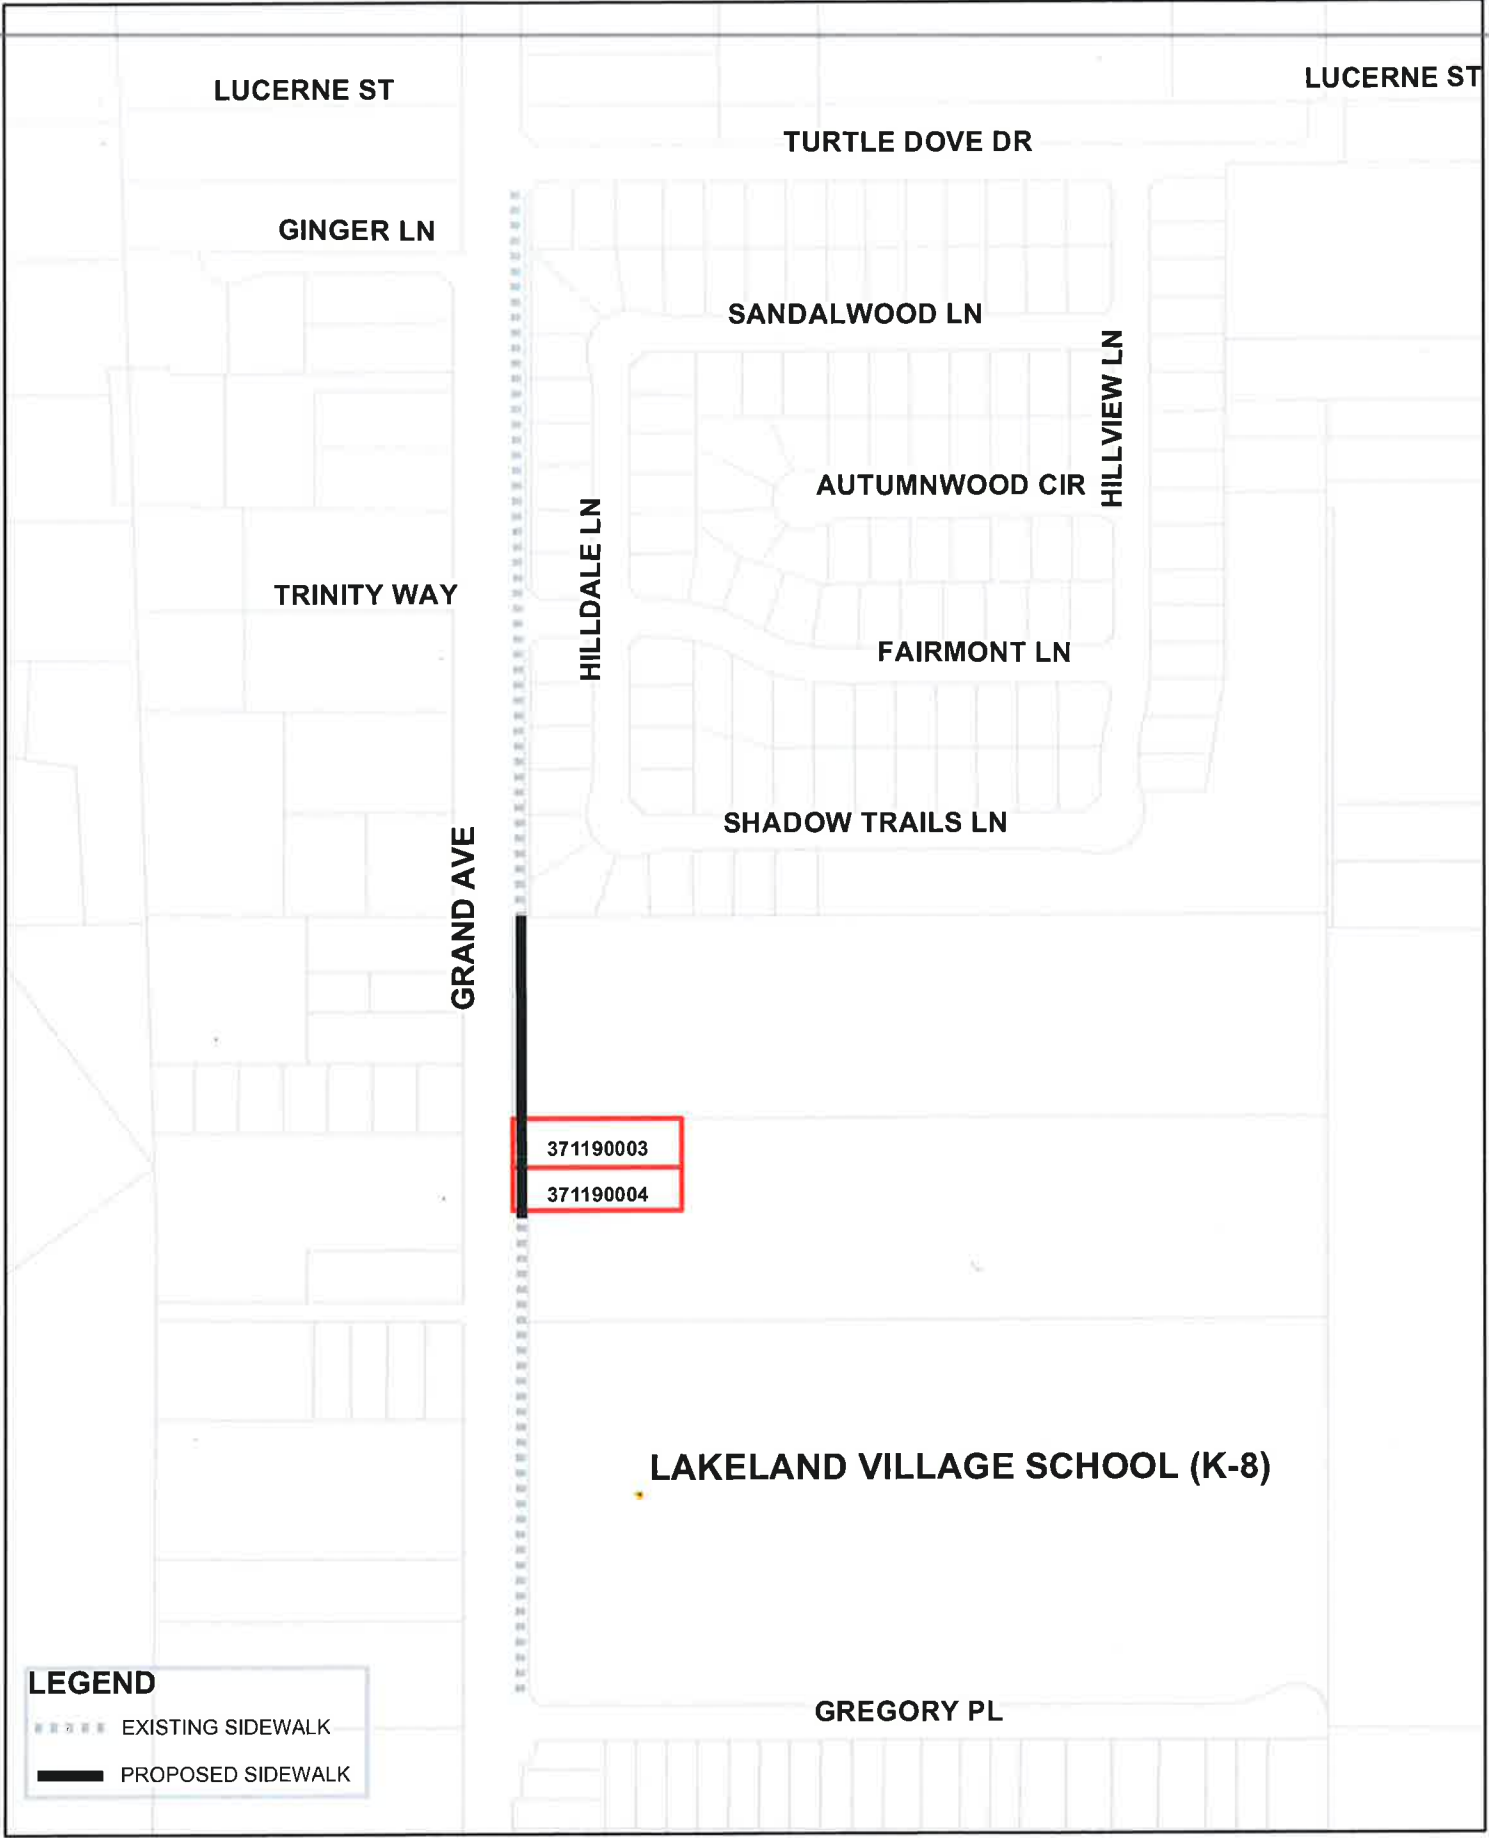 LUCERNE ST
LUCERNE ST
TURTLE DOVE DR
GINGER LN
SANDALWOOD LN
HILLVIEW LN
AUTUMNWOOD CIR
HILLDALE LN
TRINITY WAY
FAIRMONT LN
SHADOW TRAILS LN
GRAND AVE
371190003
371190004
LAKELAND VILLAGE SCHOOL (K-8)
LEGEND
EXISTING SIDEWALK
PROPOSED SIDEWALK
GREGORY PL